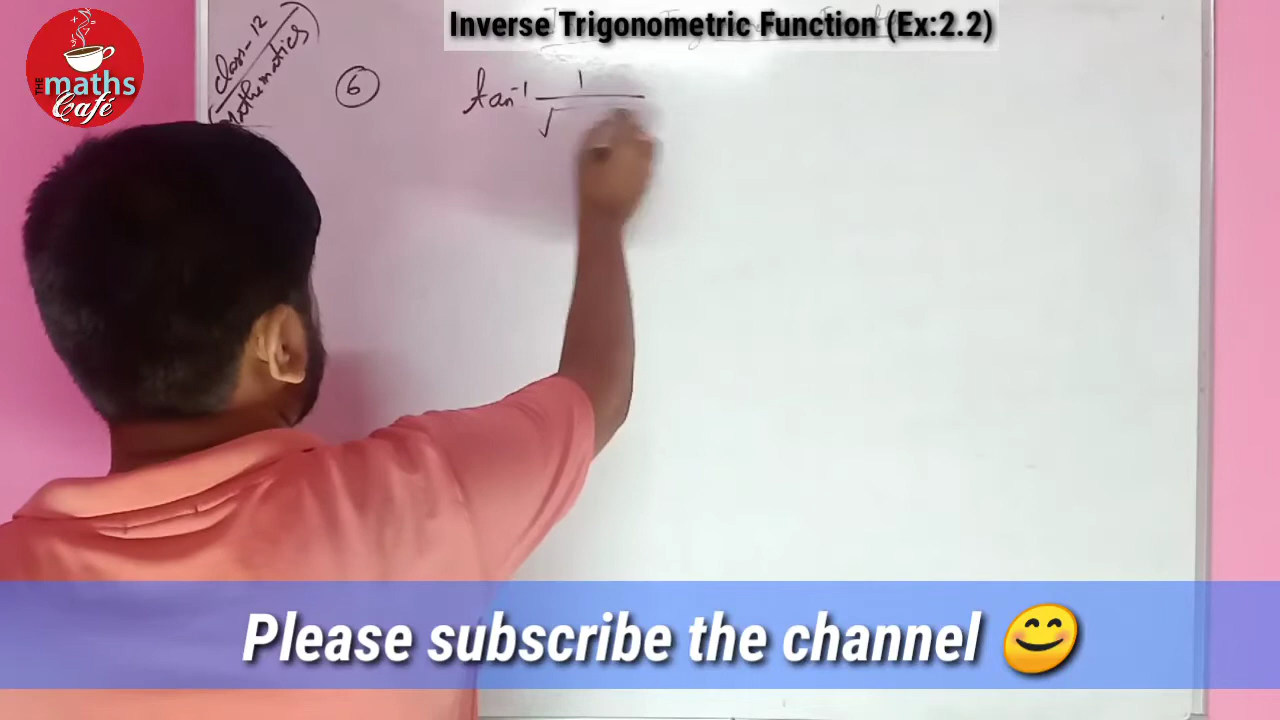 Inverse Trigonometric Function (Ex:2.2)
THE maths Café
class-12
Mathematics
6
tan⁻¹ 1/√
Please subscribe the channel 😊